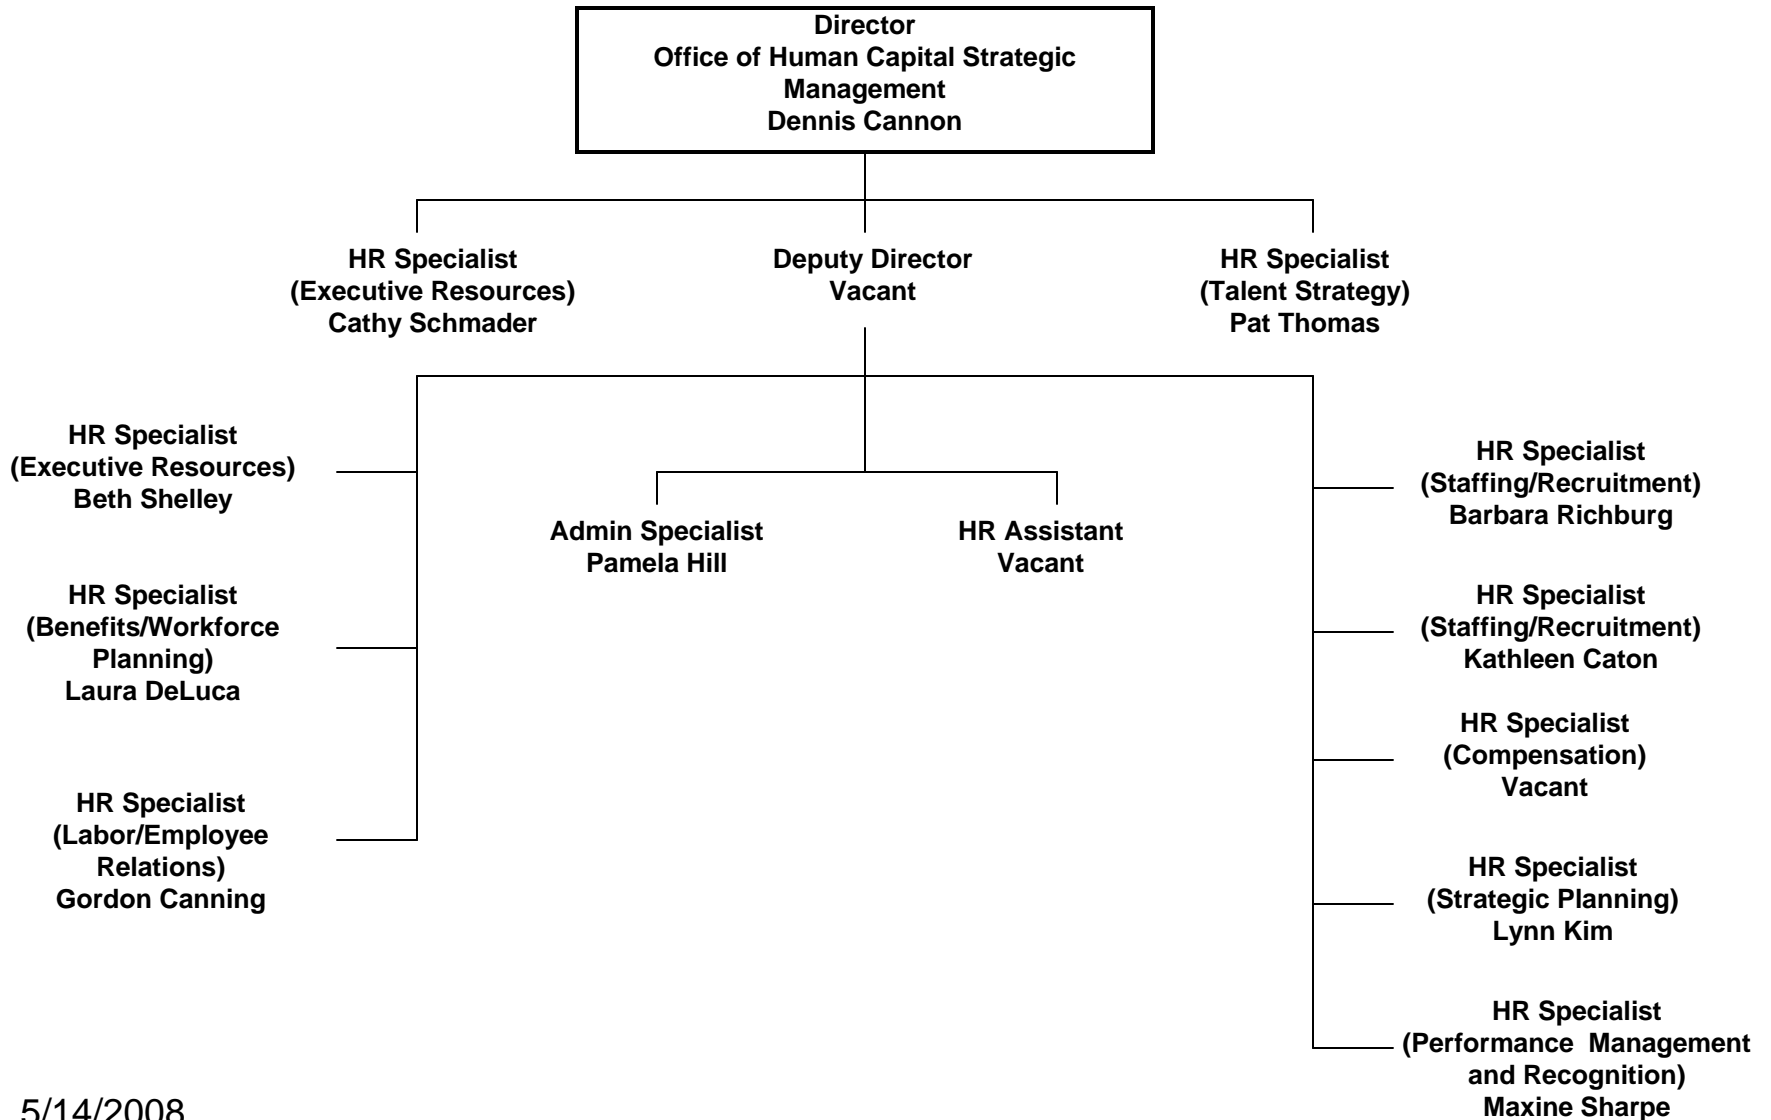 Director
Office of Human Capital Strategic
Management
Dennis Cannon
HR Specialist
(Executive Resources)
Cathy Schmader
Deputy Director
Vacant
HR Specialist
(Talent Strategy)
Pat Thomas
HR Specialist
(Executive Resources)
Beth Shelley
HR Specialist
(Benefits/Workforce
Planning)
Laura DeLuca
HR Specialist
(Labor/Employee
Relations)
Gordon Canning
Admin Specialist
Pamela Hill
HR Assistant
Vacant
HR Specialist
(Staffing/Recruitment)
Barbara Richburg
HR Specialist
(Staffing/Recruitment)
Kathleen Caton
HR Specialist
(Compensation)
Vacant
HR Specialist
(Strategic Planning)
Lynn Kim
HR Specialist
(Performance  Management
and Recognition)
Maxine Sharpe
5/14/2008